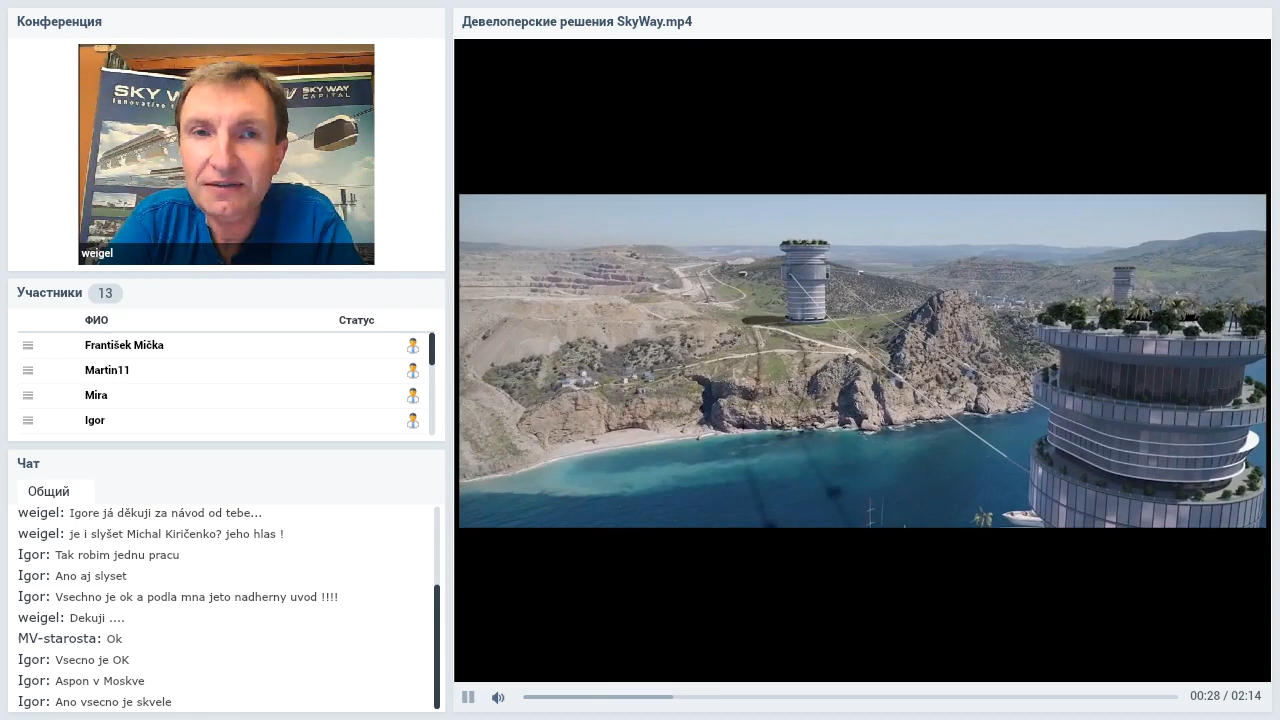 Конференция
SKY W
Innovative t
SKY WAY
CAPITAL
weigel
Участники 13
ФИО Статус
František Mička
Martin11
Mira
Igor
Чат
Общий
weigel: Igore já děkuji za návod od tebe...
weigel: je i slyšet Michal Kiričenko? jeho hlas !
Igor: Tak robim jednu pracu
Igor: Ano aj slyset
Igor: Vsechno je ok a podla mna jeto nadherny uvod !!!!
weigel: Dekuji ....
MV-starosta: Ok
Igor: Vsecno je OK
Igor: Aspon v Moskve
Igor: Ano vsecno je skvele
Девелоперские решения SkyWay.mp4
00:28 / 02:14